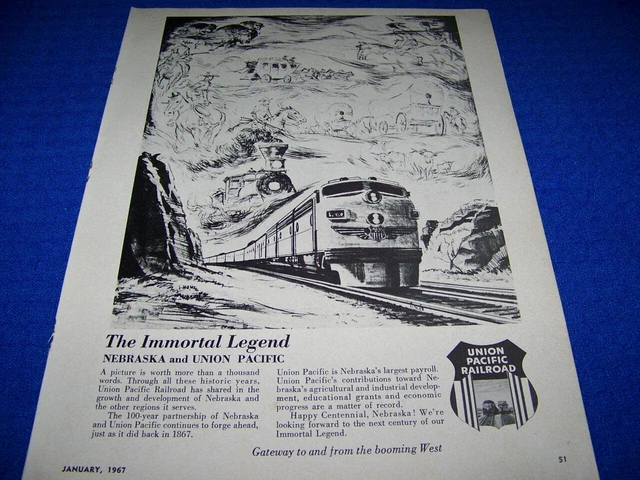 The Immortal Legend
NEBRASKA and UNION PACIFIC
A picture is worth more than a thousand
words. Through all these historic years,
Union Pacific Railroad has shared in the
growth and development of Nebraska and
the other regions it serves.
The 100-year partnership of Nebraska
and Union Pacific continues to forge ahead,
just as it did back in 1867.
Union Pacific is Nebraska's largest payroll.
Union Pacific's contributions toward Ne-
braska's agricultural and industrial develop-
ment, educational grants and economic
progress are a matter of record.
Happy Centennial, Nebraska! We're
looking forward to the next century of our
Immortal Legend.
Gateway to and from the booming West
UNION
PACIFIC
RAILROAD
JANUARY, 1967
51